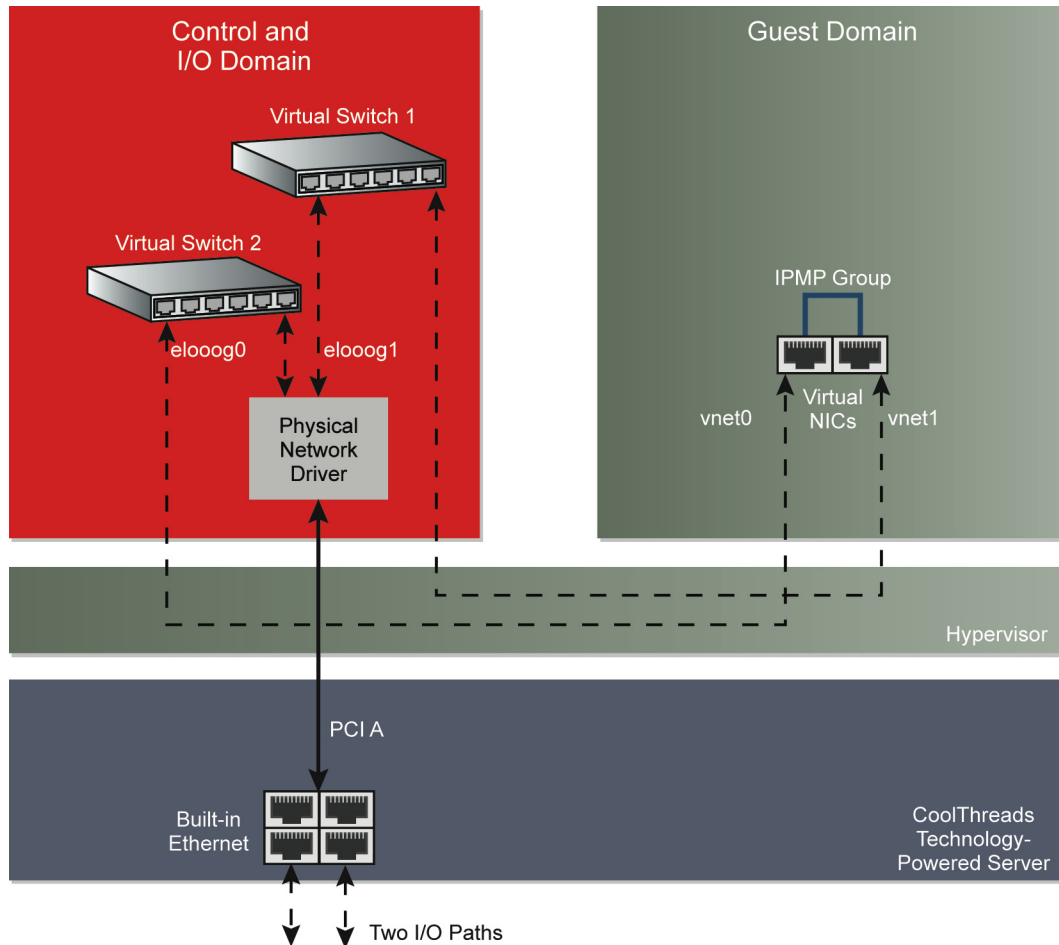 Control and
I/O Domain
Guest Domain
Virtual Switch 1
Virtual Switch 2
elooog0
elooog1
Physical
Network
Driver
IPMP Group
vnet0
Virtual
NICs
vnet1
Hypervisor
PCI A
Built-in
Ethernet
CoolThreads
Technology-
Powered Server
Two I/O Paths